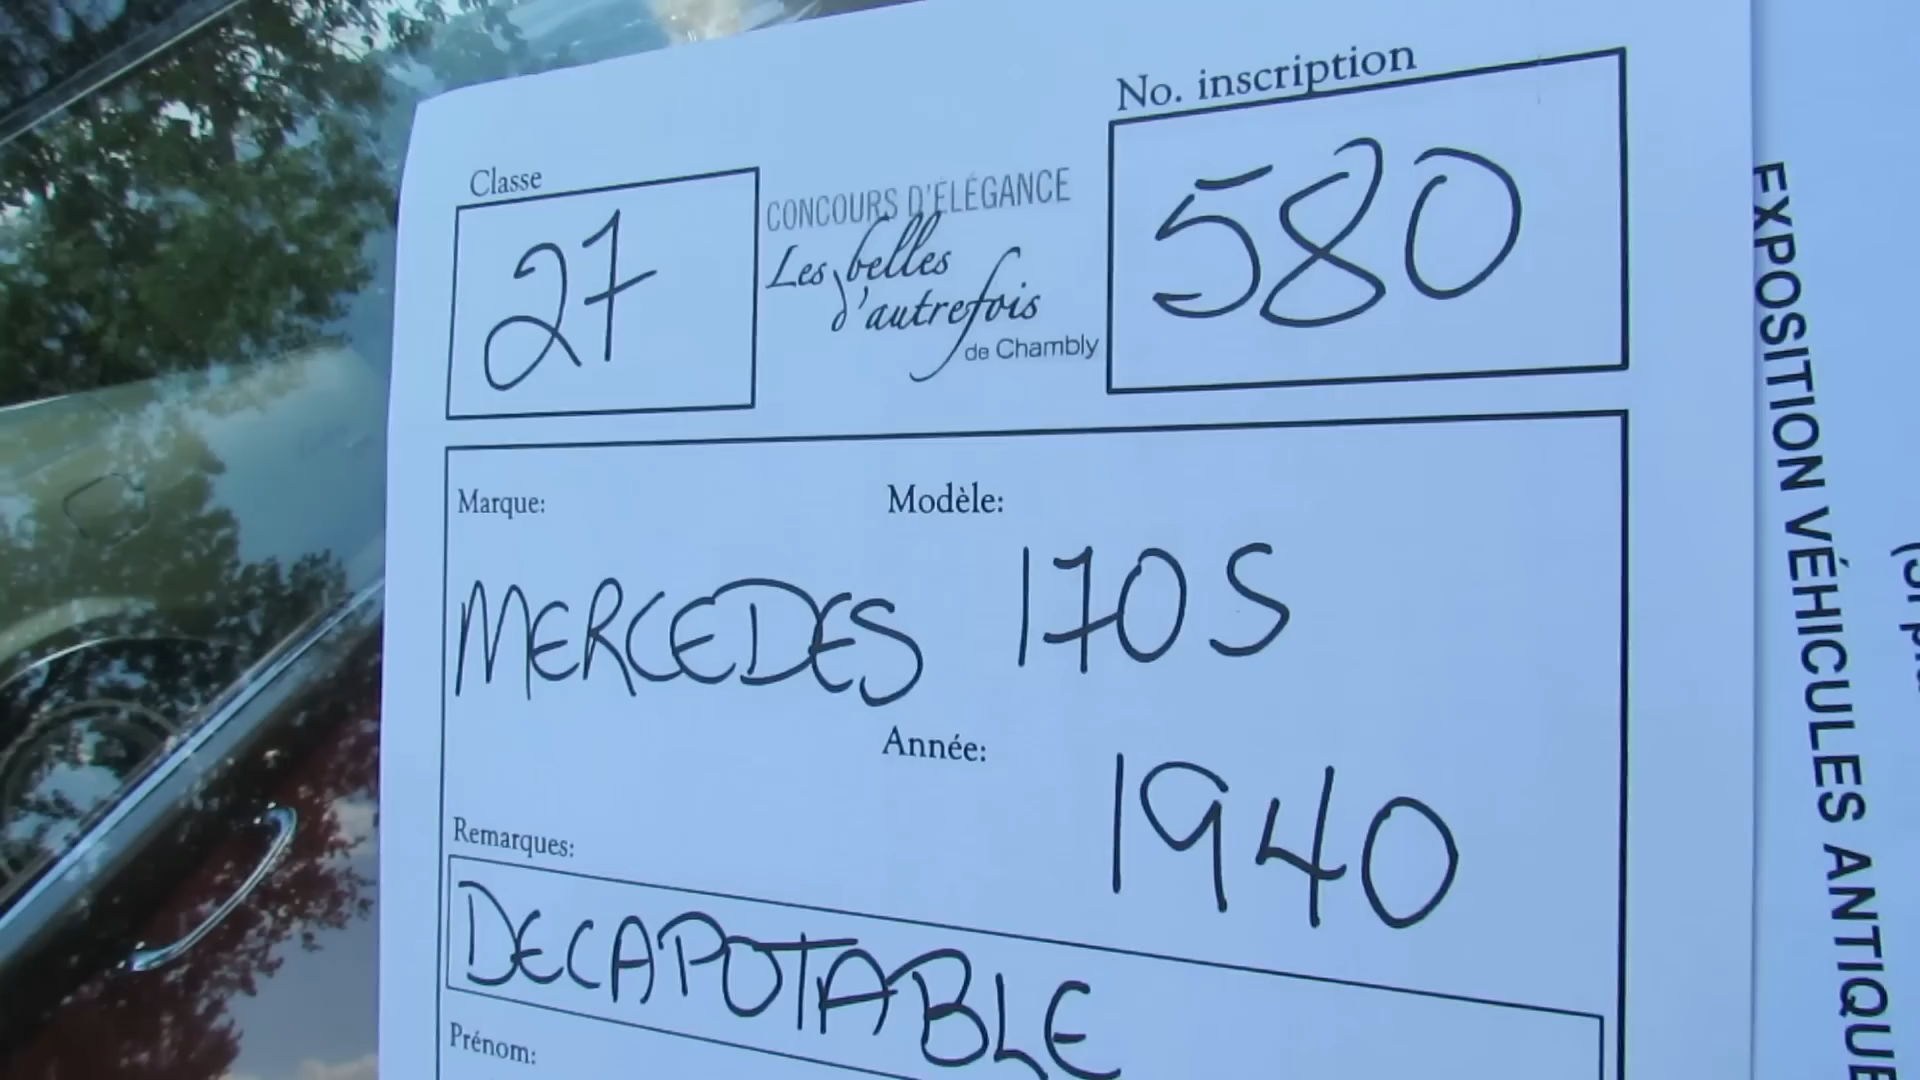 No. inscription
Classe
CONCOURS D'ÉLÉGANCE
27
580
Les belles
d'autrefois
de Chambly
Marque:
Modèle:
MERCEDES
170 S
Année:
1940
Remarques:
DECAPOTABLE
Prénom:
EXPOSITION VÉHICULES ANTIQUE